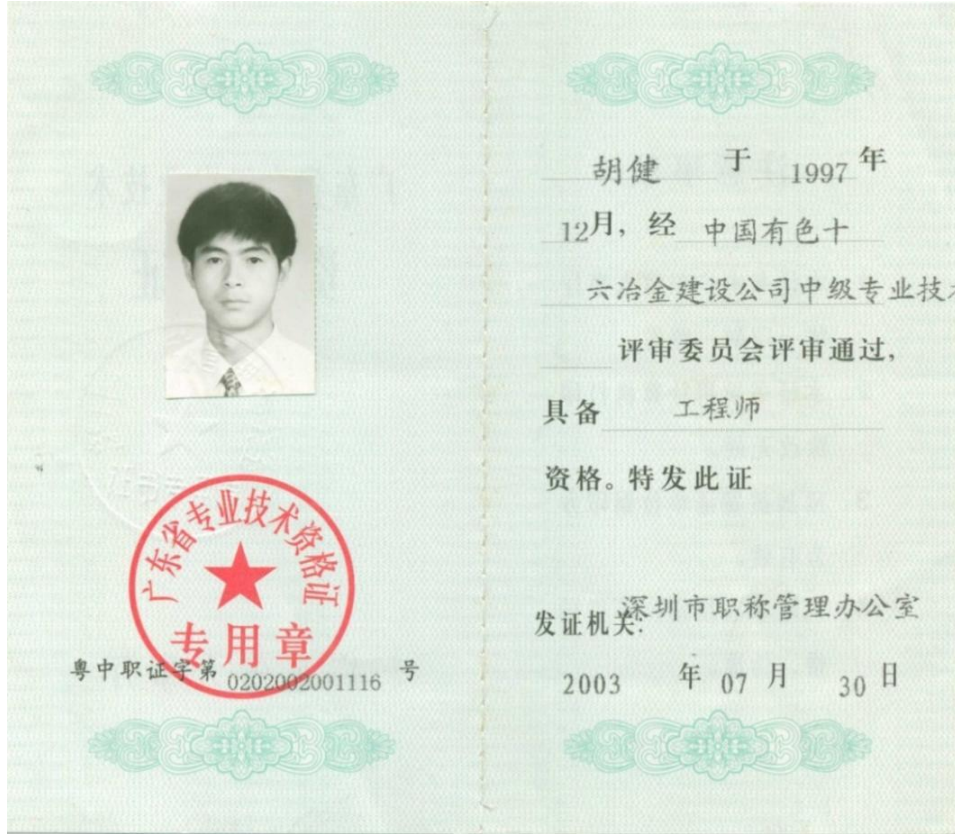 广东省专业技术资格证
专用章
粤中职证字第 0202002001116 号
胡健 于 1997 年
12月，经 中国有色十
六冶金建设公司中级专业技术
评审委员会评审通过，
具备 工程师
资格。特发此证
发证机关：深圳市职称管理办公室
2003 年 07 月 30 日